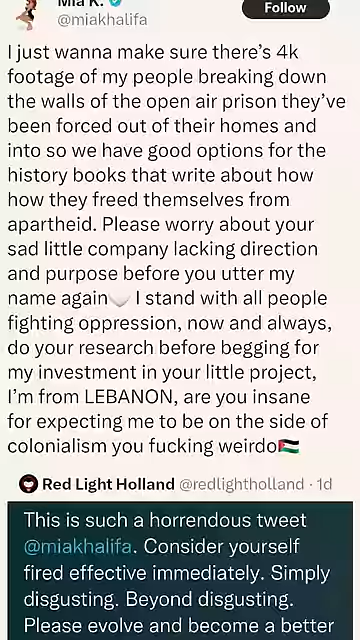 Mia K.
@miakhalifa
Follow
I just wanna make sure there's 4k
footage of my people breaking down
the walls of the open air prison they've
been forced out of their homes and
into so we have good options for the
history books that write about how
how they freed themselves from
apartheid. Please worry about your
sad little company lacking direction
and purpose before you utter my
name again🤍 I stand with all people
fighting oppression, now and always,
do your research before begging for
my investment in your little project,
I'm from LEBANON, are you insane
for expecting me to be on the side of
colonialism you fucking weirdo🇵🇸
Red Light Holland @redlightholland · 1d
This is such a horrendous tweet
@miakhalifa. Consider yourself
fired effective immediately. Simply
disgusting. Beyond disgusting.
Please evolve and become a better